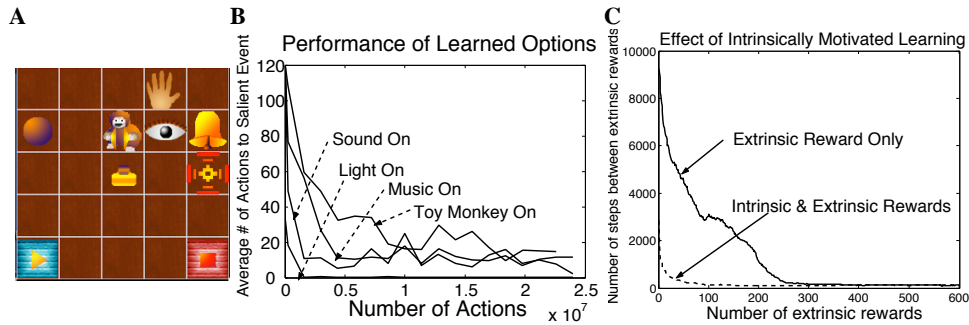 A
B
Performance of Learned Options
Average # of Actions to Salient Event
120
100
80
60
40
20
0
Sound On
Light On
Music On
Toy Monkey On
0
0.5
1
1.5
2
2.5
x 10⁷
Number of Actions
C
Effect of Intrinsically Motivated Learning
Number of steps between extrinsic rewards
10000
8000
6000
4000
2000
0
Extrinsic Reward Only
Intrinsic & Extrinsic Rewards
0
100
200
300
400
500
600
Number of extrinsic rewards